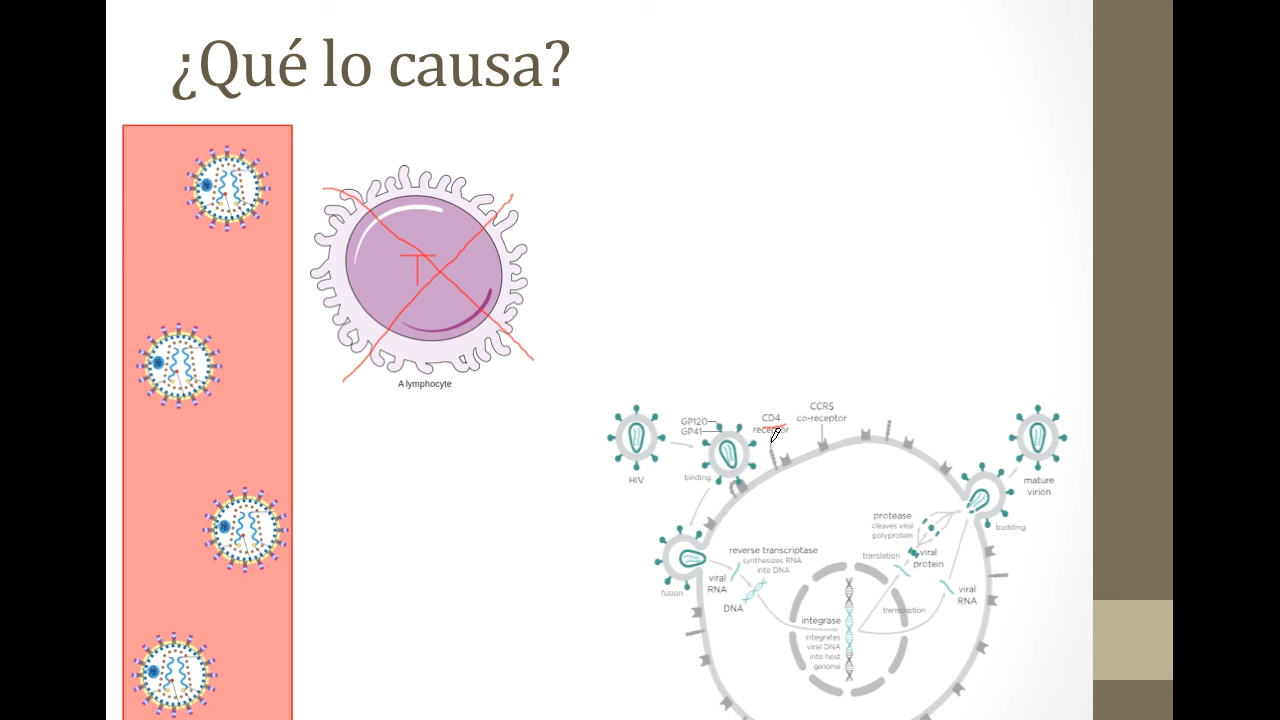 ¿Qué lo causa?
T
A lymphocyte
HIV
GP120
GP41
binding
CD4
receptor
CCR5
co-receptor
fusion
viral
RNA
reverse transcriptase
synthesizes RNA
into DNA
DNA
integrase
integrates
viral DNA
into host
genome
transcription
translation
viral
protein
protease
cleaves viral
polyprotein
viral
RNA
budding
mature
virion